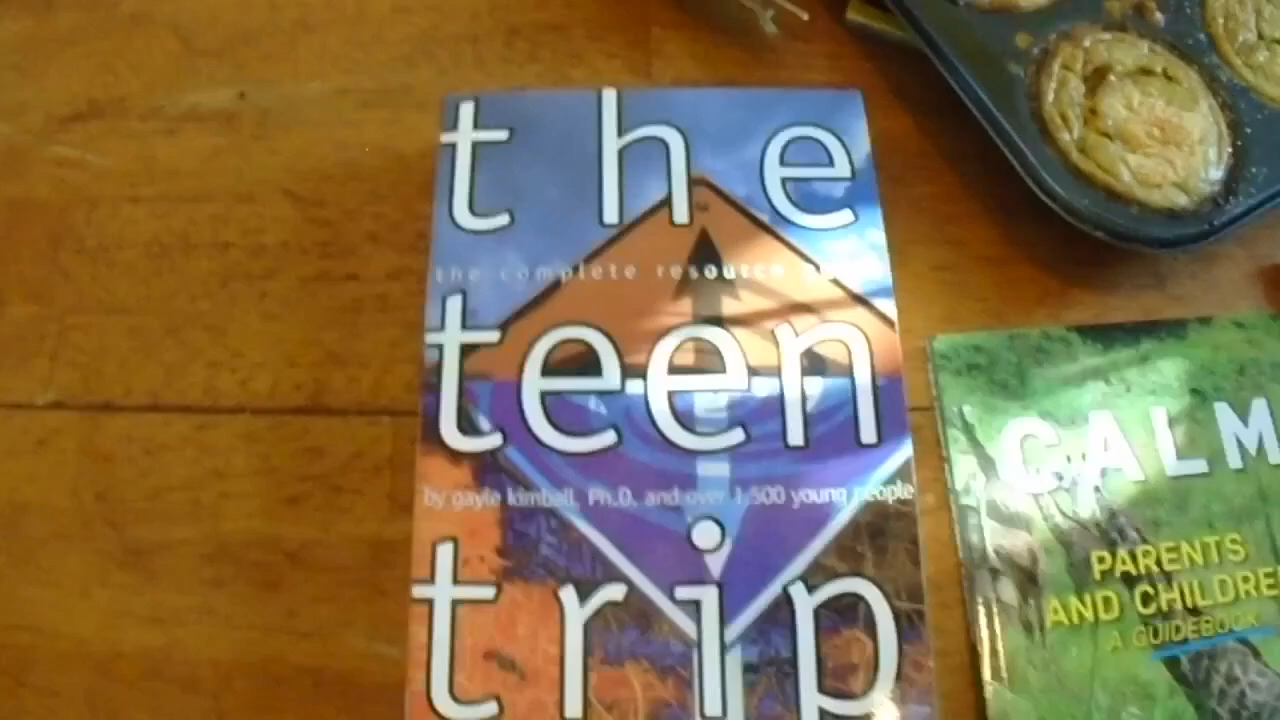 the
the complete resource
teen
by gayle kimball, Ph.D. and over 1,500 young people
trip
CALM
PARENTS
AND CHILDRE
A GUIDEBOOK